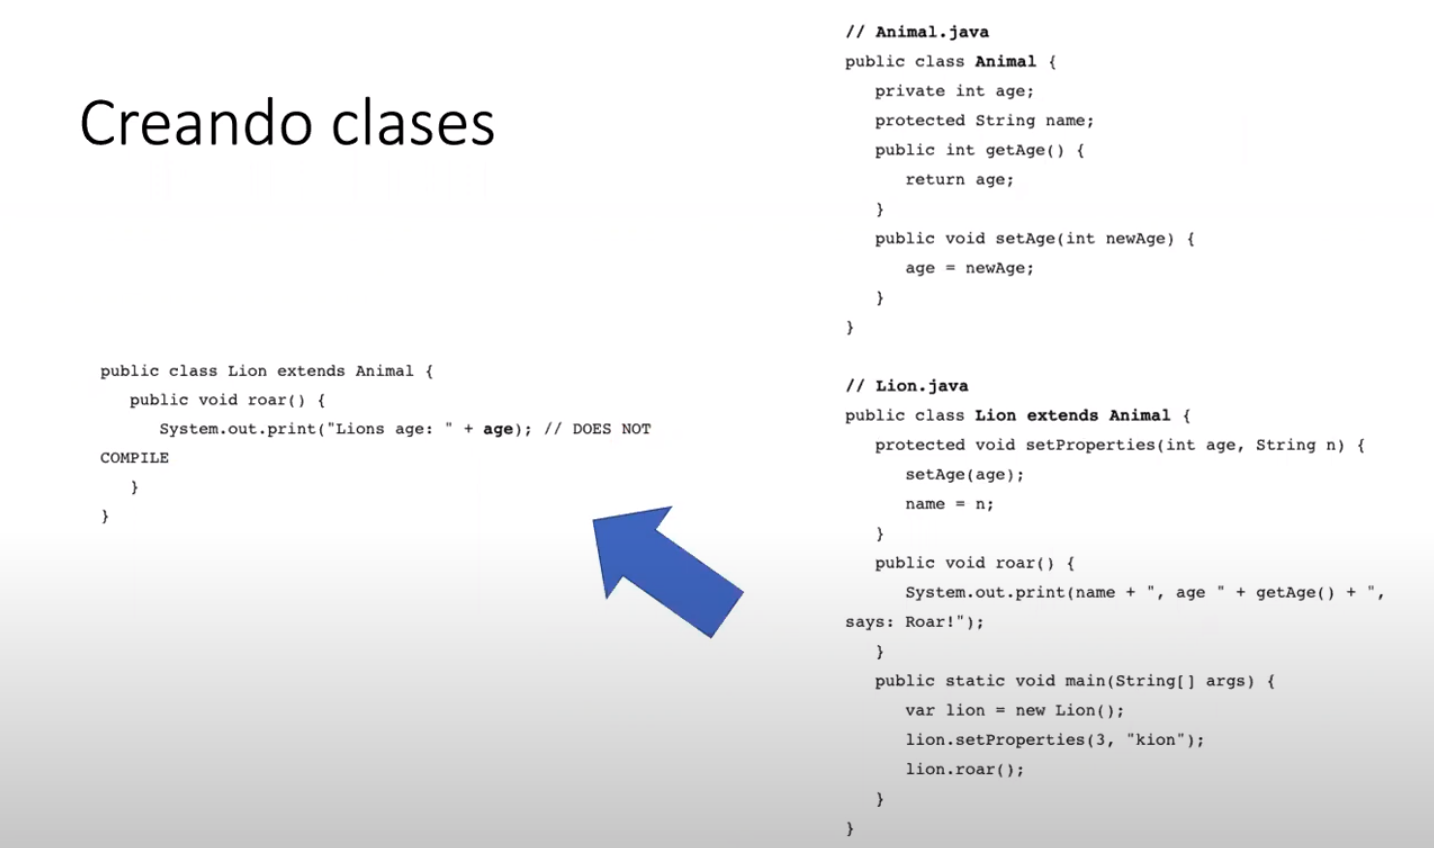 Creando clases
public class Lion extends Animal {
public void roar() {
System.out.print("Lions age: " + age); // DOES NOT
COMPILE
}
}
// Animal.java
public class Animal {
private int age;
protected String name;
public int getAge() {
return age;
}
public void setAge(int newAge) {
age = newAge;
}
}
// Lion.java
public class Lion extends Animal {
protected void setProperties(int age, String n) {
setAge(age);
name = n;
}
public void roar() {
System.out.print(name + ", age " + getAge() + ",
says: Roar!");
}
public static void main(String[] args) {
var lion = new Lion();
lion.setProperties(3, "kion");
lion.roar();
}
}